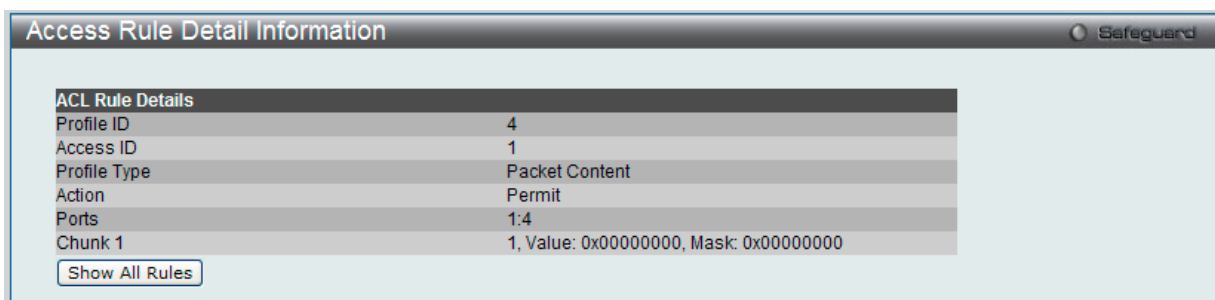 Access Rule Detail Information
Safeguard
ACL Rule Details
Profile ID 4
Access ID 1
Profile Type Packet Content
Action Permit
Ports 1:4
Chunk 1 1, Value: 0x00000000, Mask: 0x00000000
Show All Rules